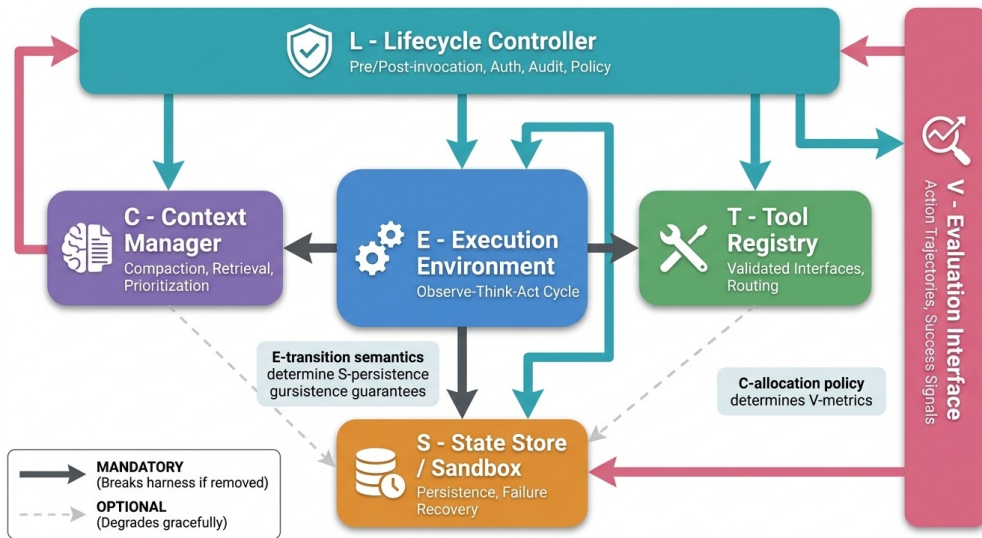 L - Lifecycle Controller
Pre/Post-invocation, Auth, Audit, Policy
C - Context
Manager
Compaction, Retrieval,
Prioritization
E - Execution
Environment
Observe-Think-Act Cycle
T - Tool
Registry
Validated Interfaces,
Routing
V - Evaluation Interface
Action Trajectories, Success Signals
E-transition semantics
determine S-persistence
gursistence guarantees
C-allocation policy
determines V-metrics
S - State Store
/ Sandbox
Persistence, Failure
Recovery
MANDATORY
(Breaks harness if removed)
OPTIONAL
(Degrades gracefully)